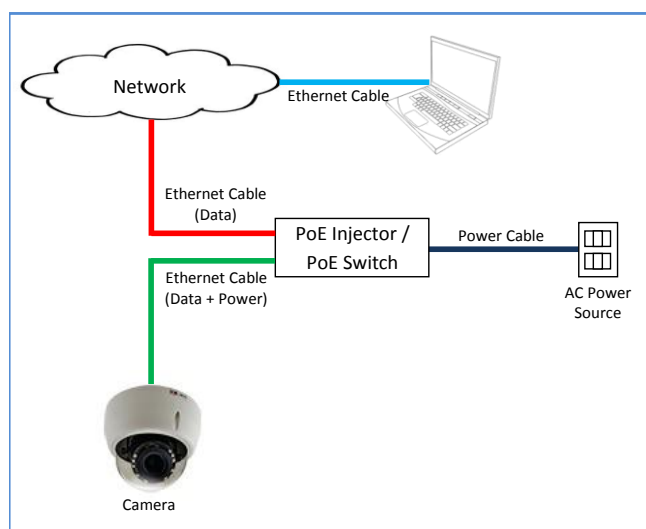 Network
Ethernet Cable
Ethernet Cable
(Data)
PoE Injector /
PoE Switch
Power Cable
Ethernet Cable
(Data + Power)
AC Power
Source
Camera